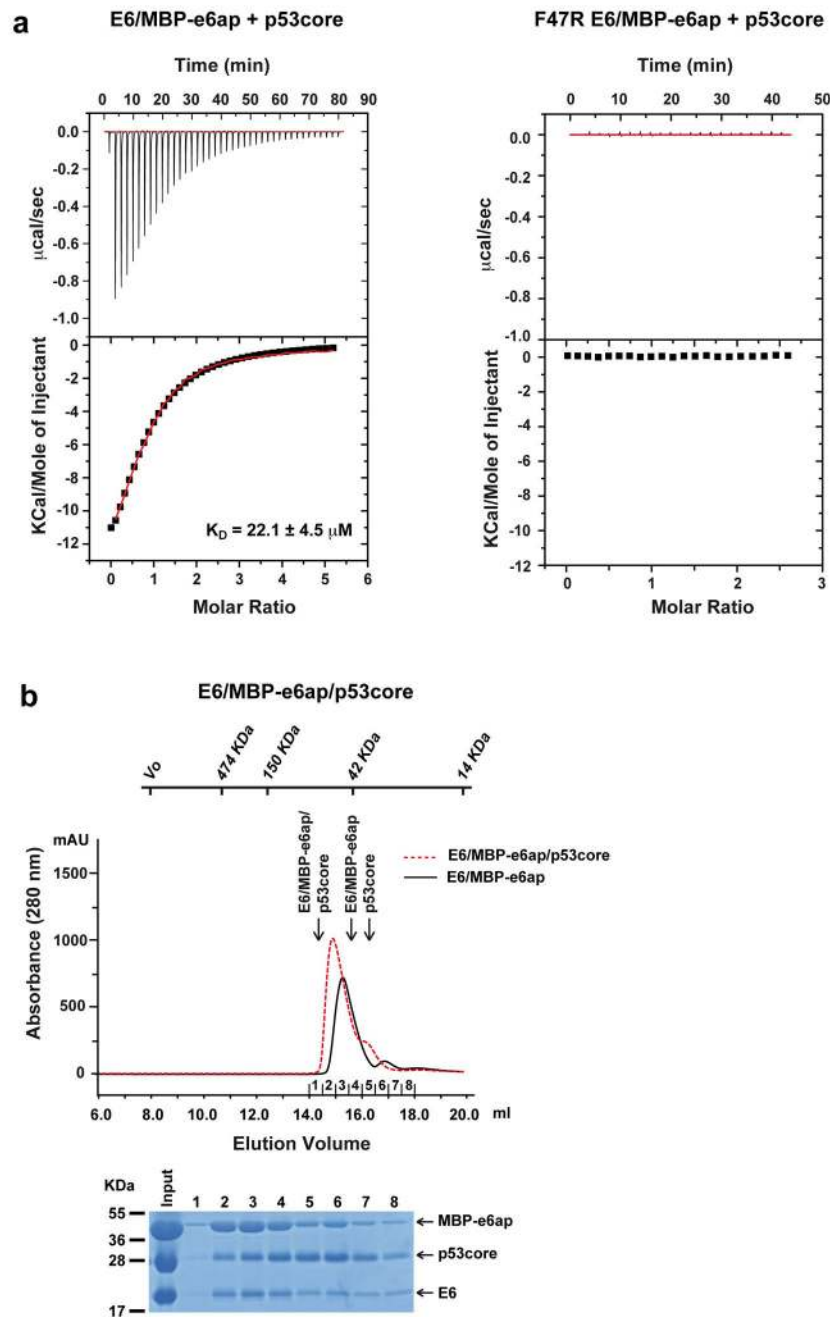 a
E6/MBP-e6ap + p53core
Time (min)
0 10 20 30 40 50 60 70 80 90
0.0
-0.2
-0.4
-0.6
-0.8
-1.0
µcal/sec
0
-2
-4
-6
-8
-10
-12
KCal/Mole of Injectant
K_D = 22.1 ± 4.5 µM
0 1 2 3 4 5 6
Molar Ratio
F47R E6/MBP-e6ap + p53core
Time (min)
0 10 20 30 40 50
0.0
-0.2
-0.4
-0.6
-0.8
-1.0
µcal/sec
0
-2
-4
-6
-8
-10
-12
KCal/Mole of Injectant
0 1 2 3
Molar Ratio
b
E6/MBP-e6ap/p53core
Vo 474 KDa 150 KDa 42 KDa 14 KDa
mAU
1500
1000
500
0
Absorbance (280 nm)
E6/MBP-e6ap/
p53core
E6/MBP-e6ap
p53core
E6/MBP-e6ap/p53core
E6/MBP-e6ap
1 2 3 4 5 6 7 8
6.0 8.0 10.0 12.0 14.0 16.0 18.0 20.0 ml
Elution Volume
KDa
Input 1 2 3 4 5 6 7 8
55
36
28
17
MBP-e6ap
p53core
E6